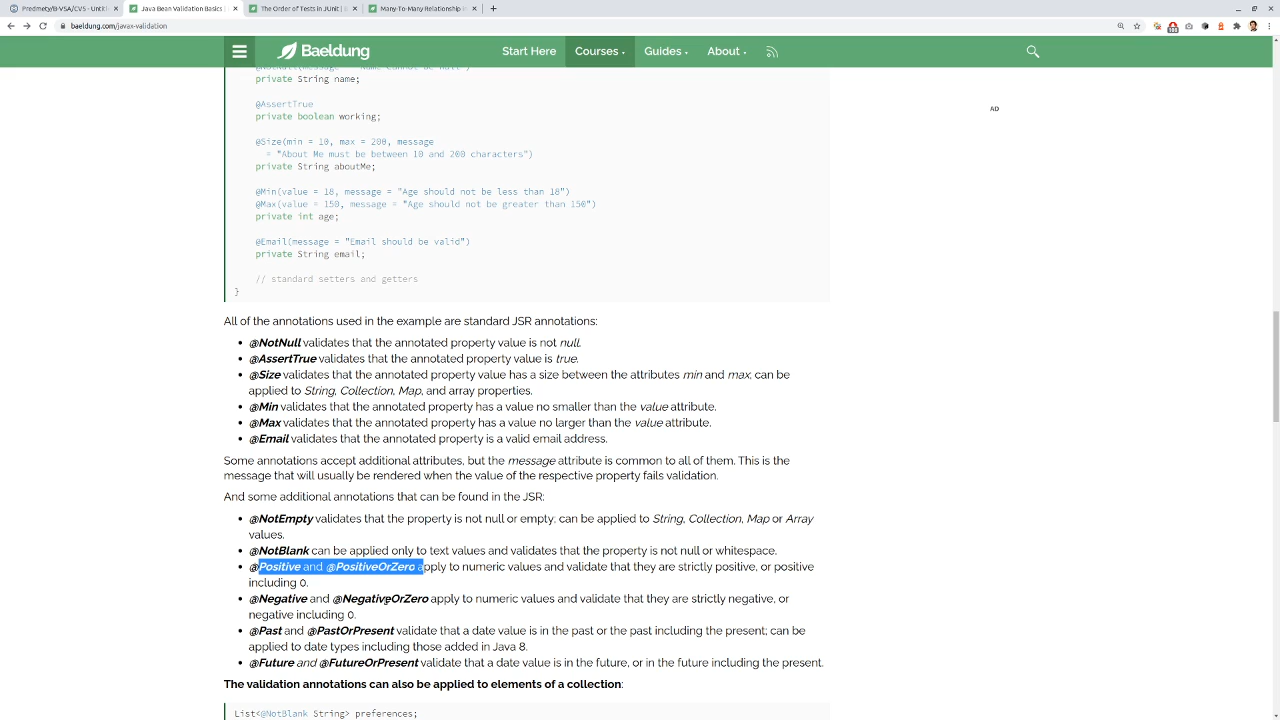 Predmety/B-VSA/CV5 - Untit
Java Bean Validation Basics |
The Order of Tests in JUnit | B
Many-To-Many Relationship in
baeldung.com/javax-validation
Baeldung
Start Here
Courses
Guides
About
private String name;
@AssertTrue
private boolean working;
@Size(min = 10, max = 200, message
= "About Me must be between 10 and 200 characters")
private String aboutMe;
@Min(value = 18, message = "Age should not be less than 18")
@Max(value = 150, message = "Age should not be greater than 150")
private int age;
@Email(message = "Email should be valid")
private String email;
// standard setters and getters
}
AD
All of the annotations used in the example are standard JSR annotations:
• @NotNull validates that the annotated property value is not null.
• @AssertTrue validates that the annotated property value is true.
• @Size validates that the annotated property value has a size between the attributes min and max; can be
applied to String, Collection, Map, and array properties.
• @Min validates that the annotated property has a value no smaller than the value attribute.
• @Max validates that the annotated property has a value no larger than the value attribute.
• @Email validates that the annotated property is a valid email address.
Some annotations accept additional attributes, but the message attribute is common to all of them. This is the
message that will usually be rendered when the value of the respective property fails validation.
And some additional annotations that can be found in the JSR:
• @NotEmpty validates that the property is not null or empty; can be applied to String, Collection, Map or Array
values.
• @NotBlank can be applied only to text values and validates that the property is not null or whitespace.
• @Positive and @PositiveOrZero apply to numeric values and validate that they are strictly positive, or positive
including 0.
• @Negative and @NegativeOrZero apply to numeric values and validate that they are strictly negative, or
negative including 0.
• @Past and @PastOrPresent validate that a date value is in the past or the past including the present; can be
applied to date types including those added in Java 8.
• @Future and @FutureOrPresent validate that a date value is in the future, or in the future including the present.
The validation annotations can also be applied to elements of a collection:
List<@NotBlank String> preferences;